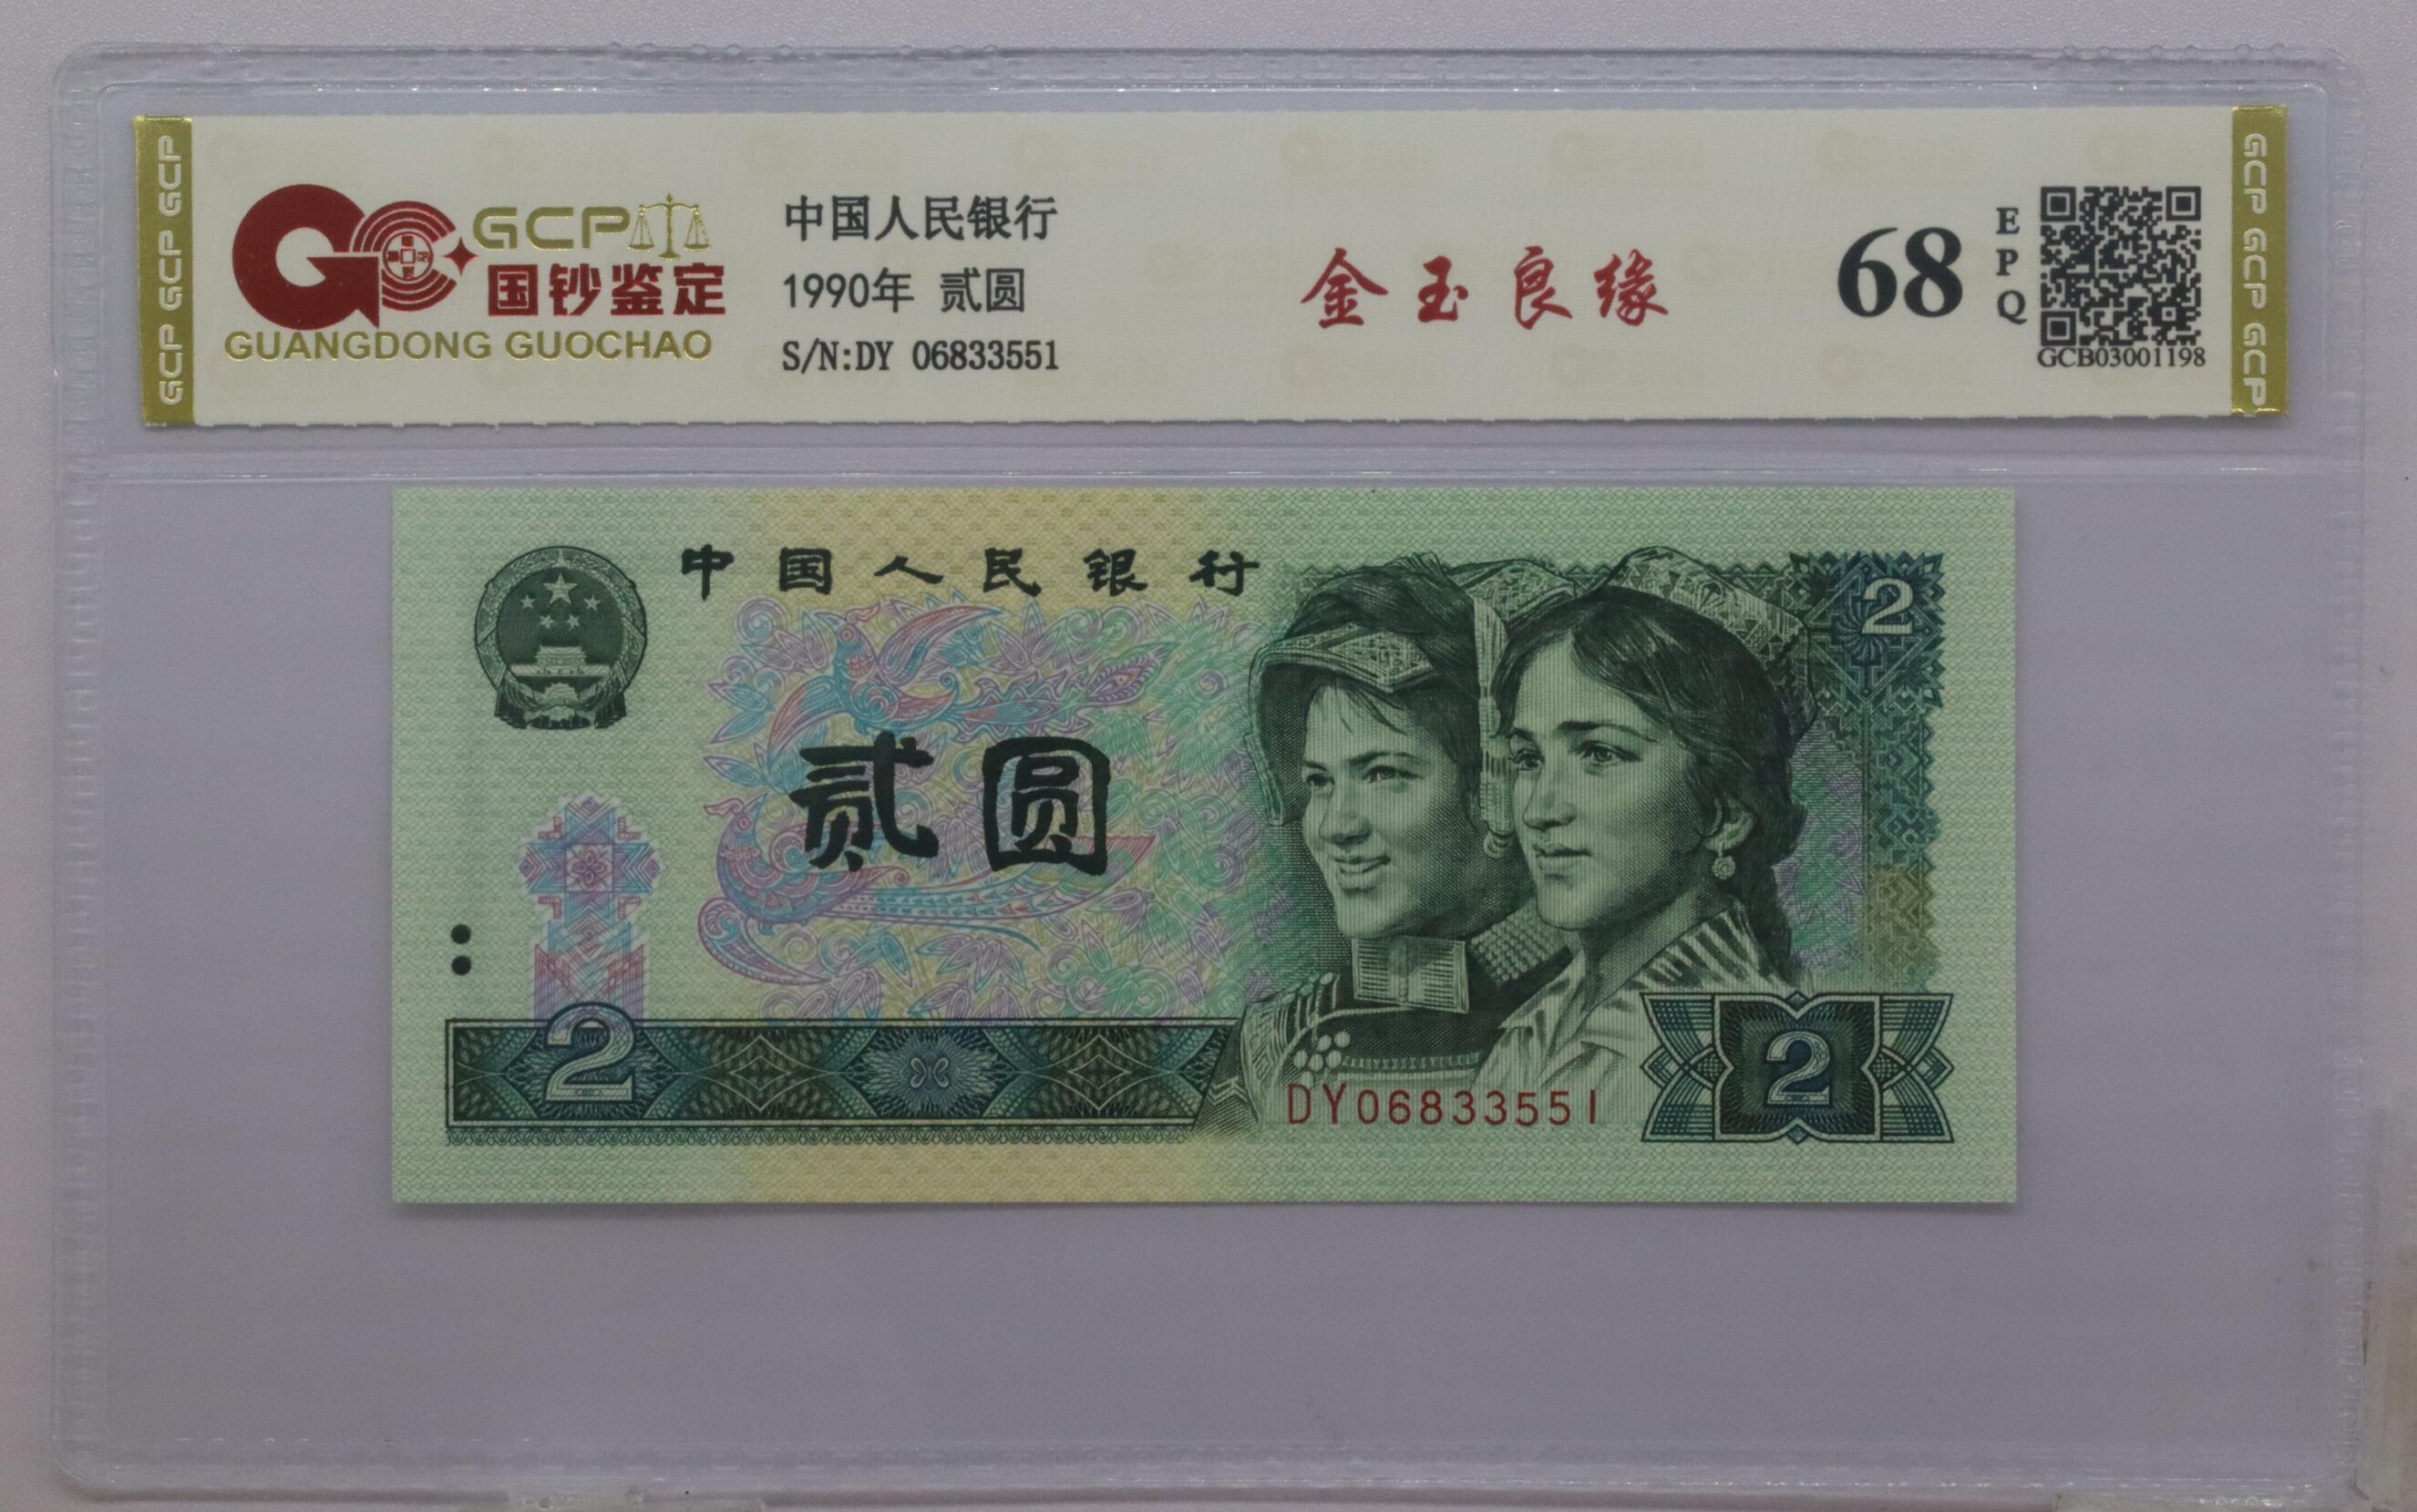 GCP GCP GCP
GCP
国钞鉴定
GUANGDONG GUOCHAO
中国人民银行
1990年 贰圆
S/N:DY 06833551
金玉良缘
68
E
P
Q
GCB03001198
GCP GCP GCP
中国人民银行
2
贰圆
2
DY06833551
2